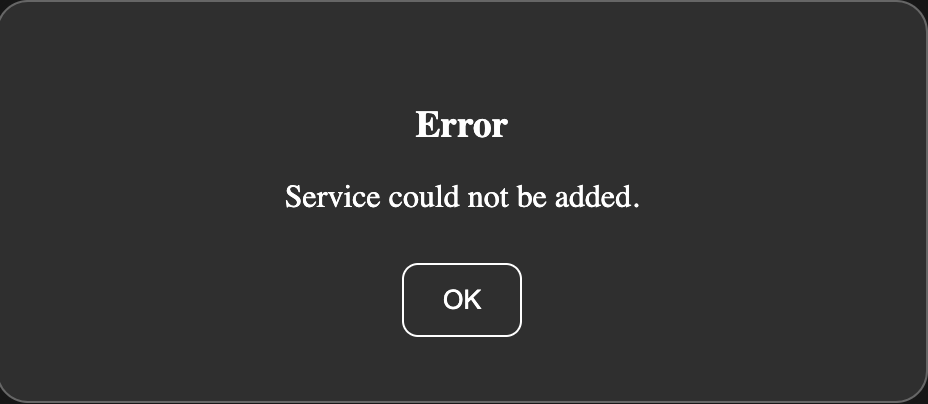 Error
Service could not be added.
OK